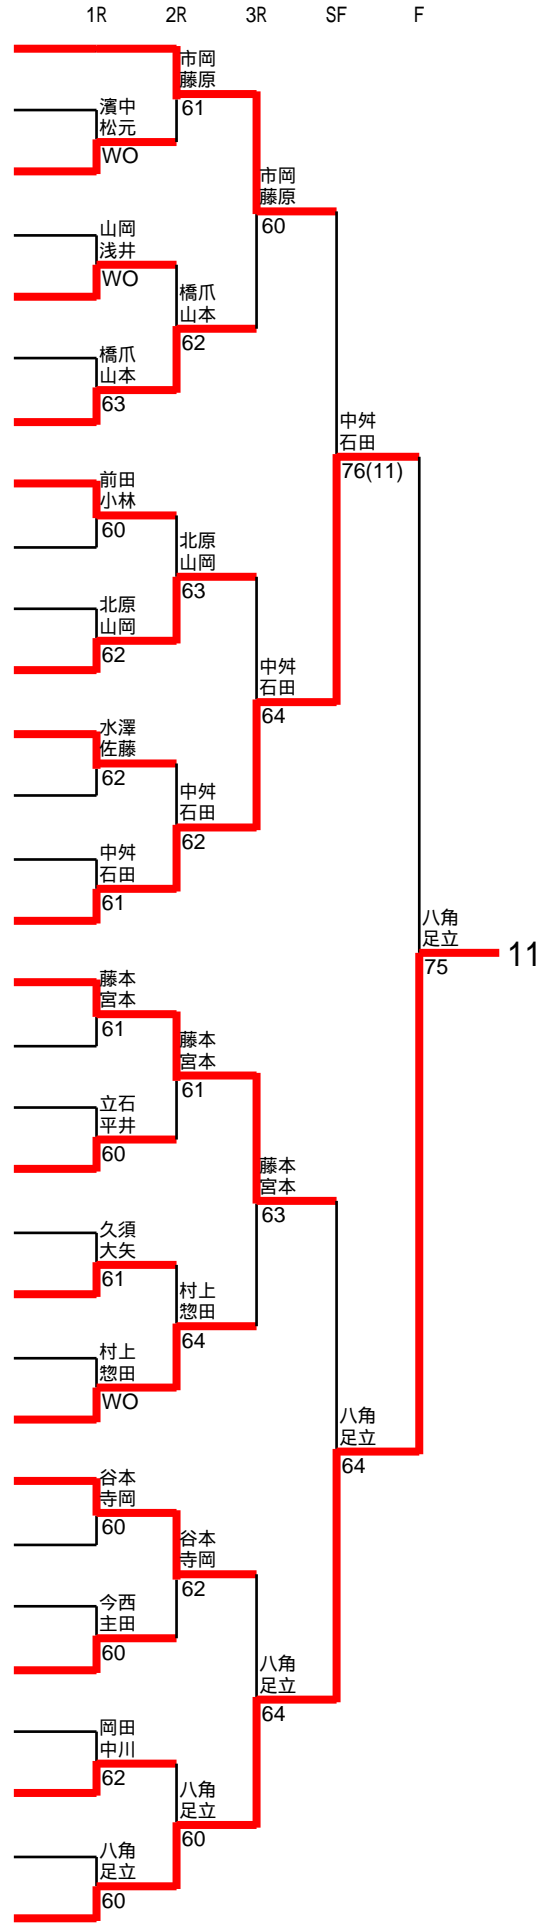 1R 2R 3R SF F
市岡
藤原
61
濱中
松元
WO
市岡
藤原
60
山岡
浅井
WO
橋爪
山本
62
橋爪
山本
63
中舛
石田
76(11)
前田
小林
60
北原
山岡
63
北原
山岡
62
中舛
石田
64
水澤
佐藤
62
中舛
石田
62
中舛
石田
61
八角
足立
75
11
藤本
宮本
61
藤本
宮本
61
立石
平井
60
藤本
宮本
63
久須
大矢
61
村上
惣田
64
村上
惣田
WO
八角
足立
64
谷本
寺岡
60
谷本
寺岡
62
今西
主田
60
八角
足立
64
岡田
中川
62
八角
足立
60
八角
足立
60